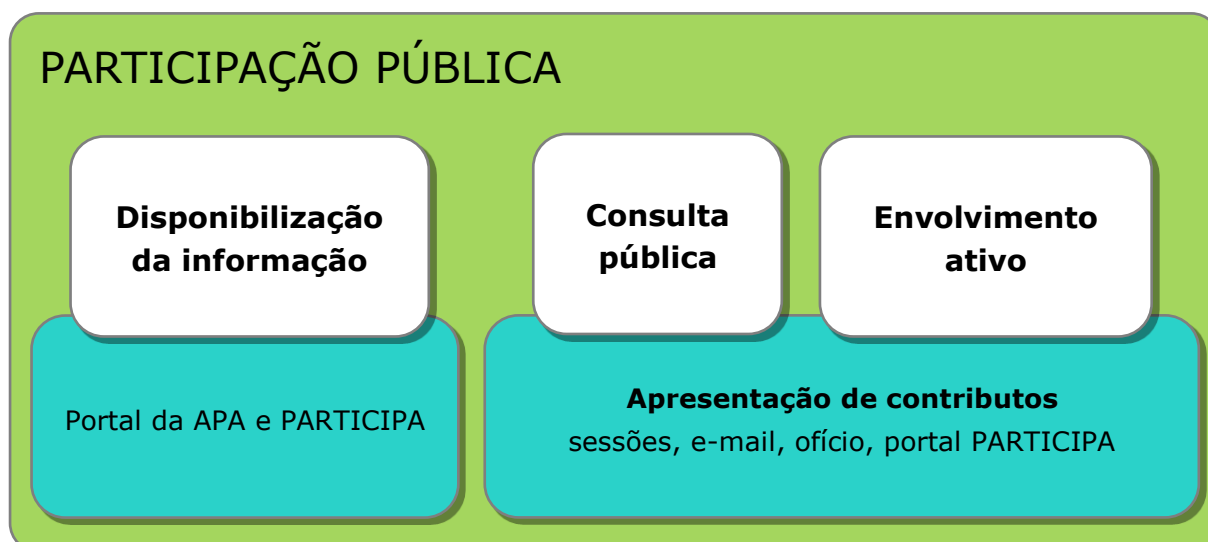 PARTICIPAÇÃO PÚBLICA
Disponibilização
da informação
Portal da APA e PARTICIPA
Consulta
pública
Envolvimento
ativo
Apresentação de contributos
sessões, e-mail, ofício, portal PARTICIPA